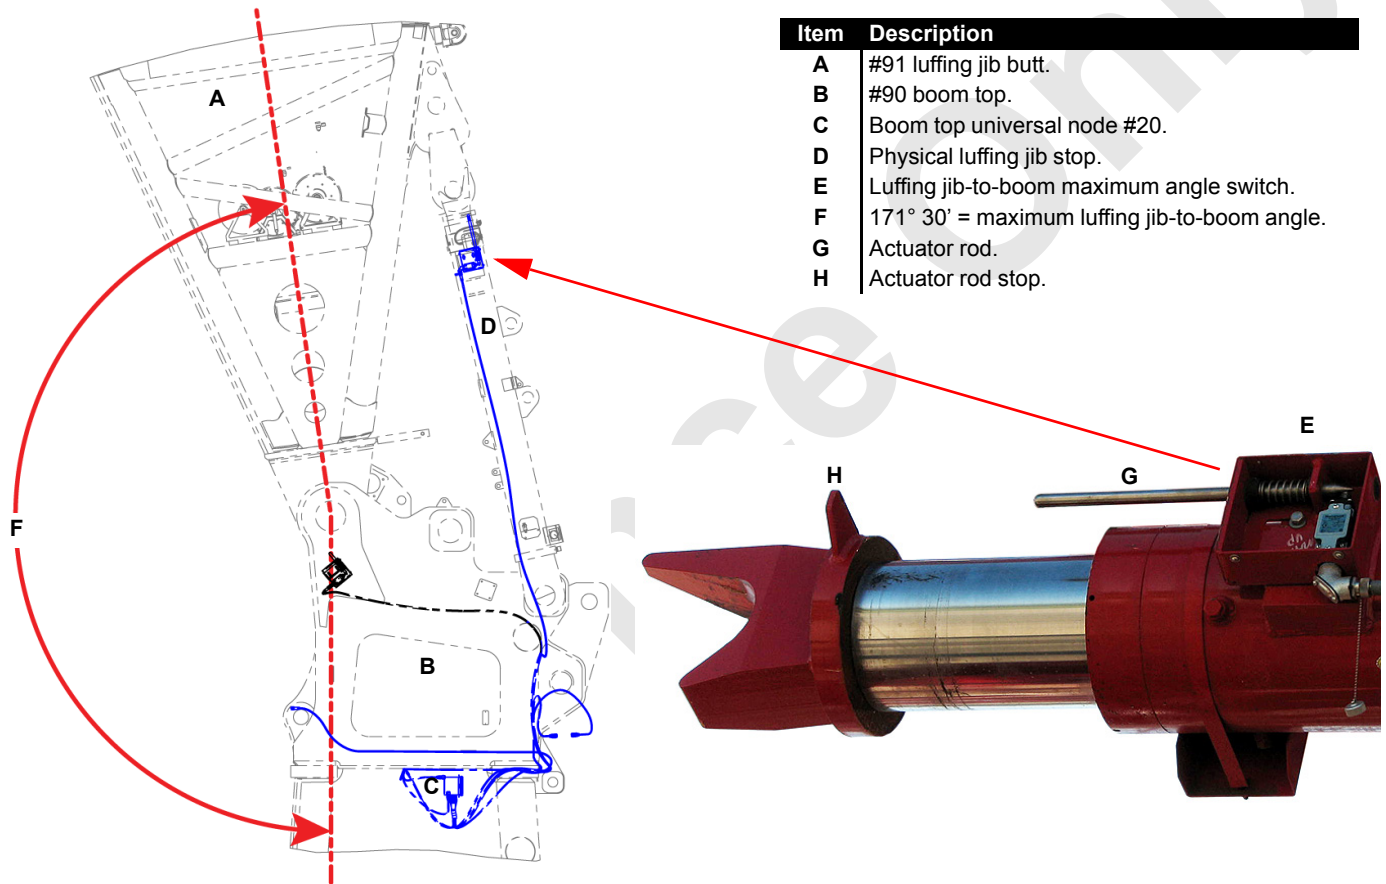 Item Description
A #91 luffing jib butt.
B #90 boom top.
C Boom top universal node #20.
D Physical luffing jib stop.
E Luffing jib-to-boom maximum angle switch.
F 171° 30’ = maximum luffing jib-to-boom angle.
G Actuator rod.
H Actuator rod stop.
A
D
E
H
G
F
B
C